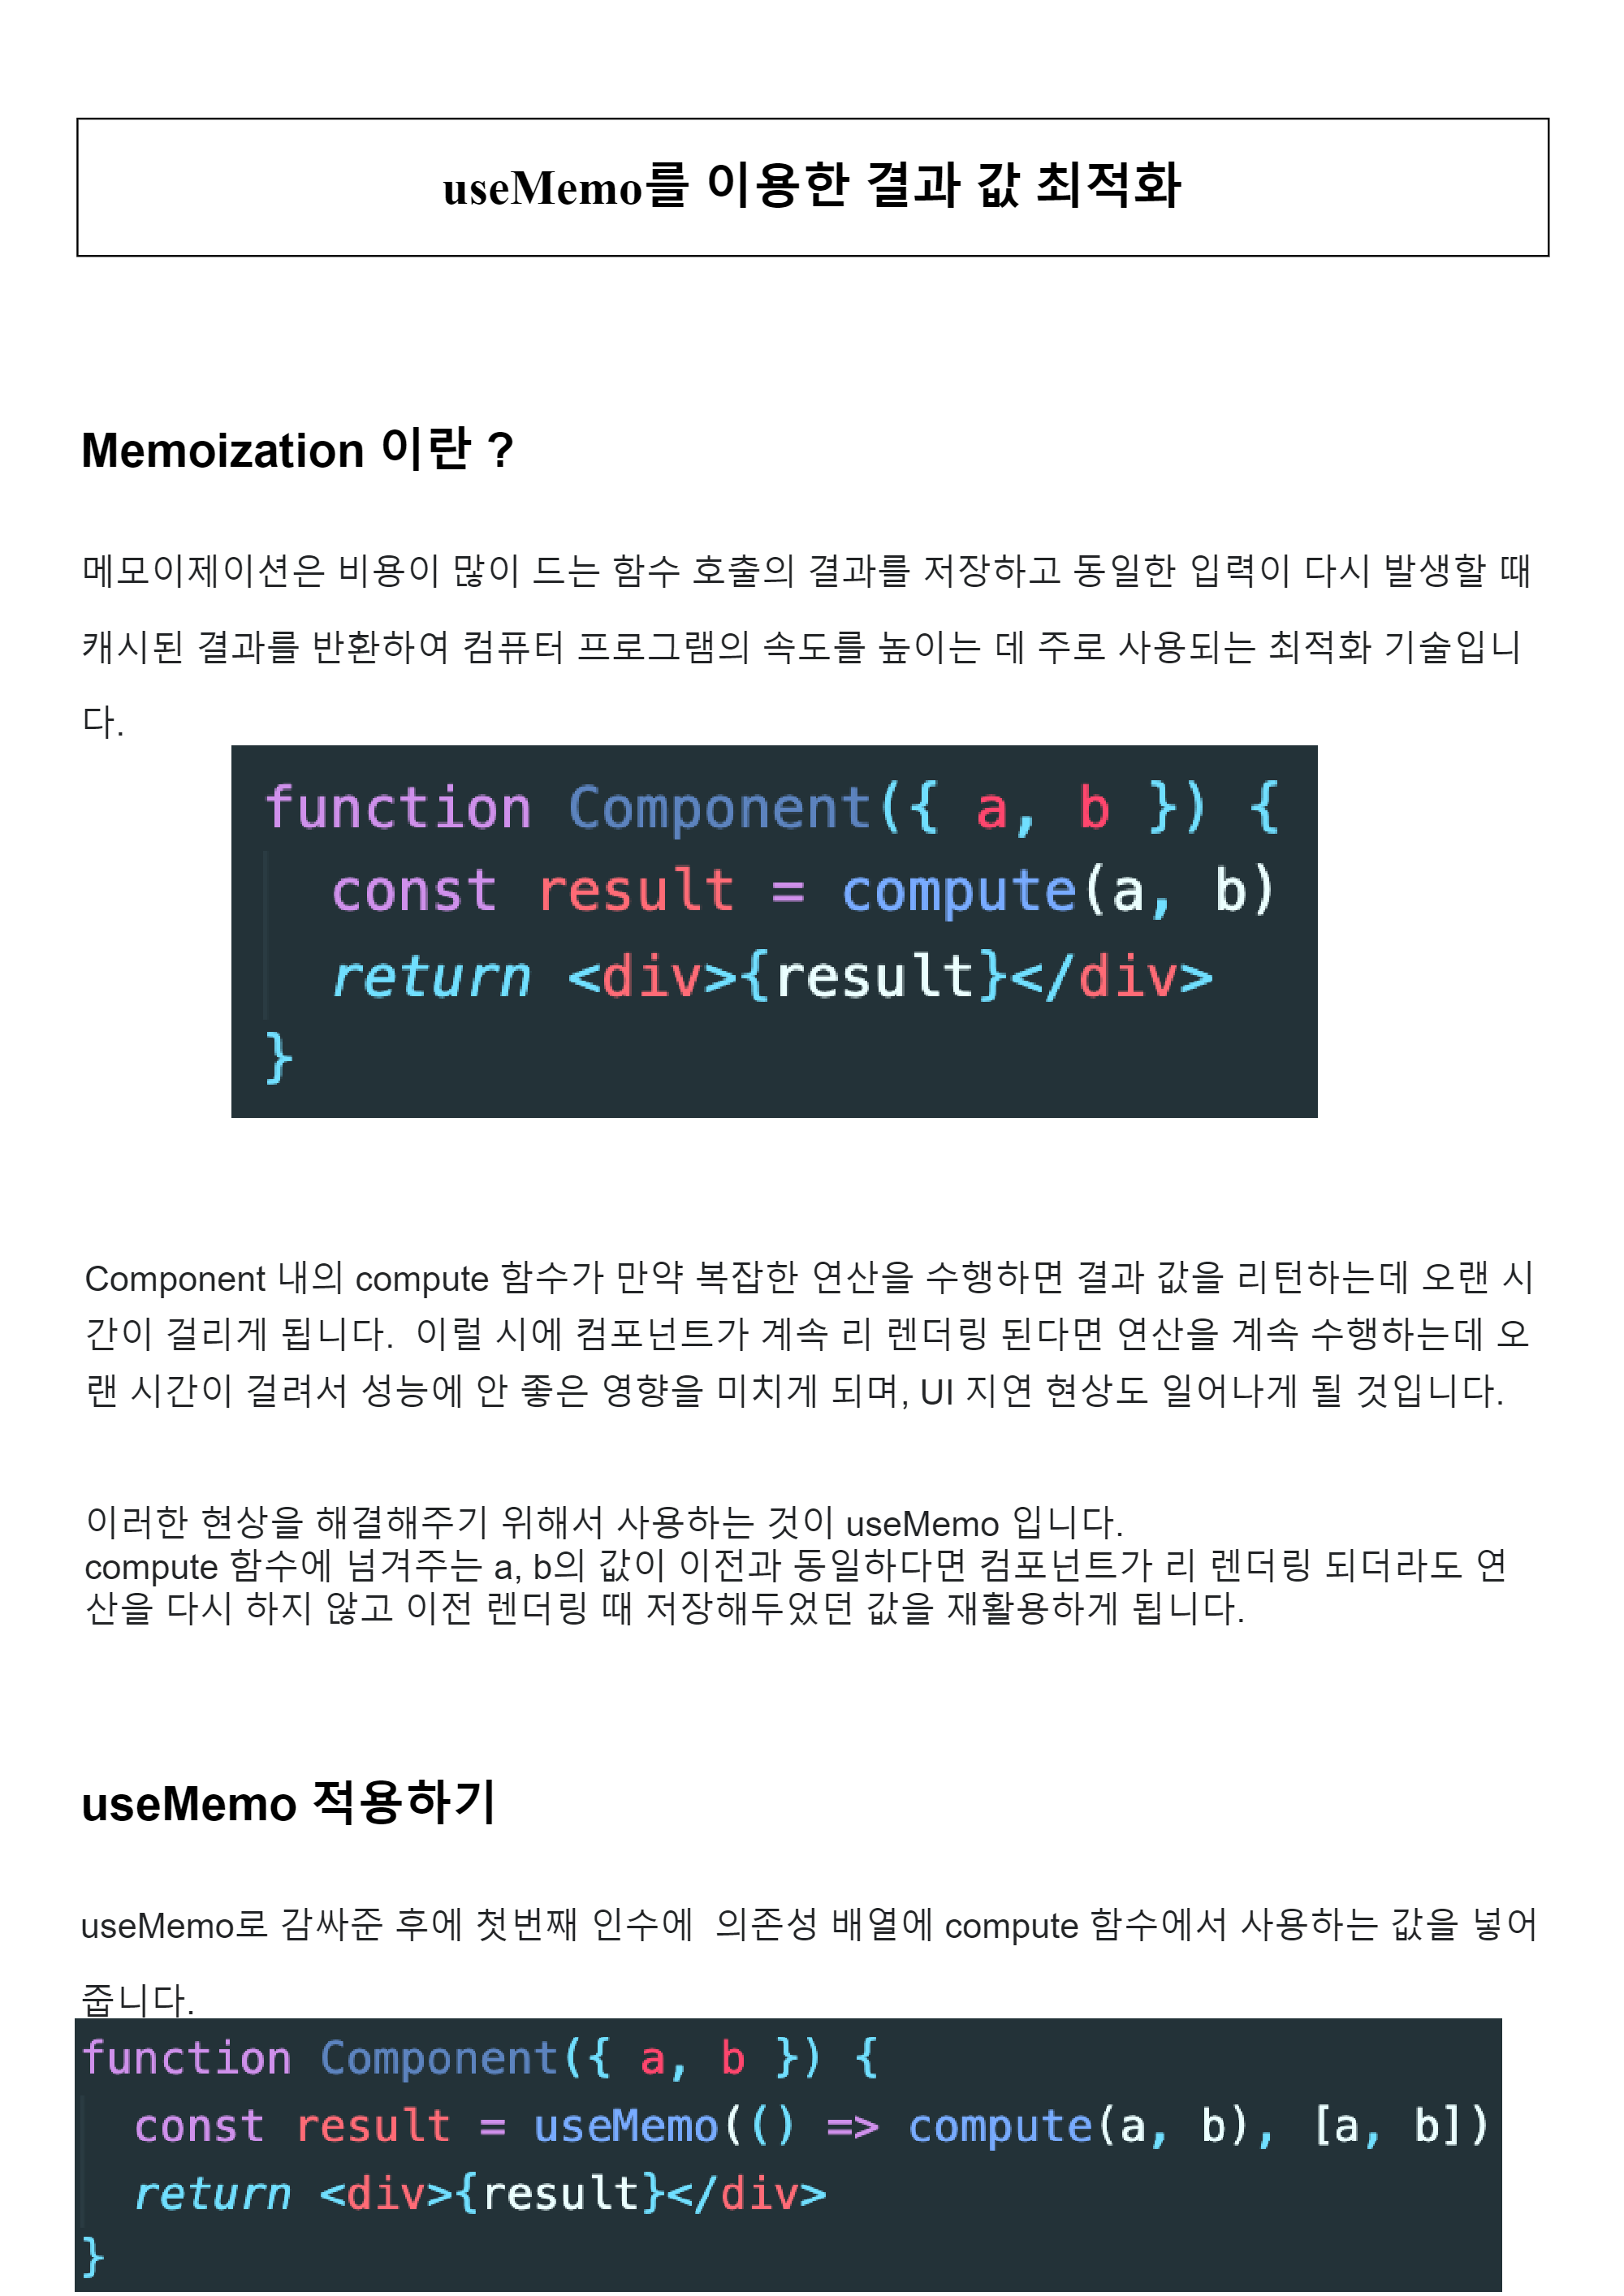 useMemo를 이용한 결과 값 최적화
Memoization 이란 ?
메모이제이션은 비용이 많이 드는 함수 호출의 결과를 저장하고 동일한 입력이 다시 발생할 때
캐시된 결과를 반환하여 컴퓨터 프로그램의 속도를 높이는 데 주로 사용되는 최적화 기술입니
다.
function Component({ a, b }) {
  const result = compute(a, b)
  return <div>{result}</div>
}
Component 내의 compute 함수가 만약 복잡한 연산을 수행하면 결과 값을 리턴하는데 오랜 시
간이 걸리게 됩니다.  이럴 시에 컴포넌트가 계속 리 렌더링 된다면 연산을 계속 수행하는데 오
랜 시간이 걸려서 성능에 안 좋은 영향을 미치게 되며, UI 지연 현상도 일어나게 될 것입니다.
이러한 현상을 해결해주기 위해서 사용하는 것이 useMemo 입니다.
compute 함수에 넘겨주는 a, b의 값이 이전과 동일하다면 컴포넌트가 리 렌더링 되더라도 연
산을 다시 하지 않고 이전 렌더링 때 저장해두었던 값을 재활용하게 됩니다.
useMemo 적용하기
useMemo로 감싸준 후에 첫번째 인수에  의존성 배열에 compute 함수에서 사용하는 값을 넣어
줍니다.
function Component({ a, b }) {
  const result = useMemo(() => compute(a, b), [a, b])
  return <div>{result}</div>
}